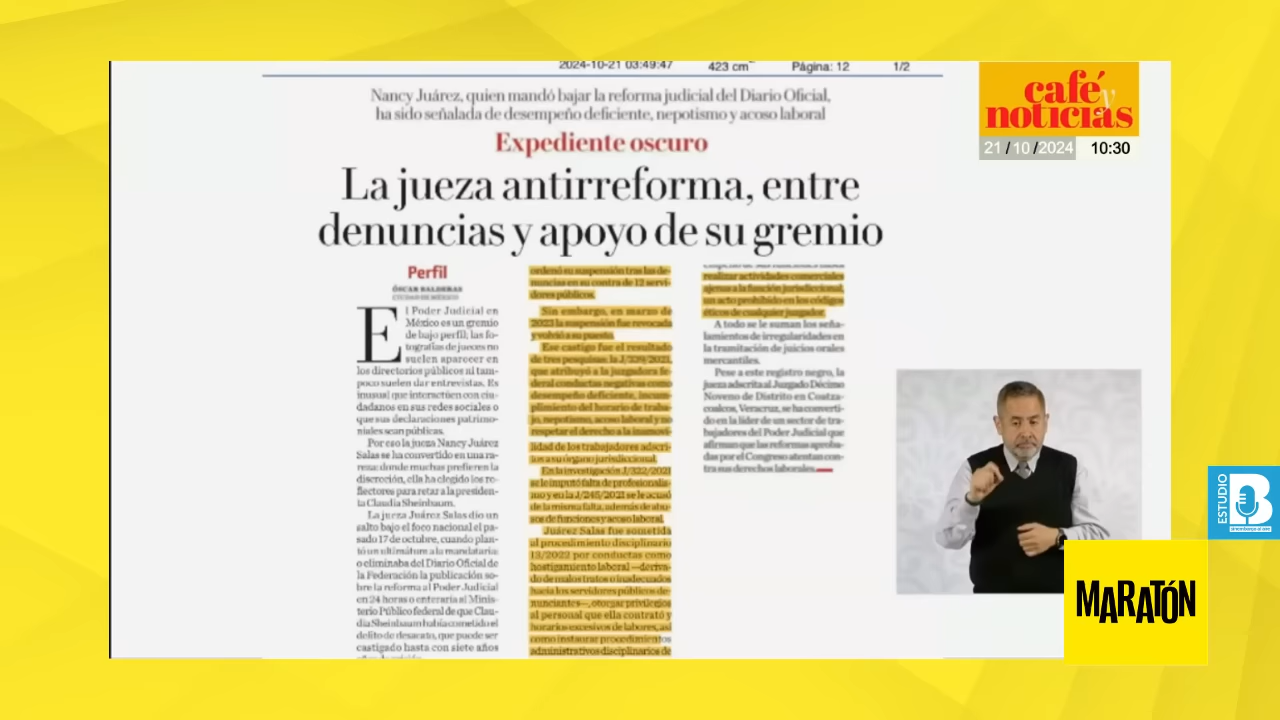 2024-10-21 03:49:47 423 cm² Página: 12 1/2
Nancy Juárez, quien mandó bajar la reforma judicial del Diario Oficial,
ha sido señalada de desempeño deficiente, nepotismo y acoso laboral
Expediente oscuro
La jueza antirreforma, entre
denuncias y apoyo de su gremio
Perfil
ÓSCAR BALDERAS
CIUDAD DE MÉXICO
El Poder Judicial en
México es un gremio
de bajo perfil; las fo-
tografías de jueces no
suelen aparecer en
los directorios públicos ni tam-
poco suelen dar entrevistas. Es
inusual que interactúen con ciu-
dadanos en sus redes sociales o
que sus declaraciones patrimo-
niales sean públicas.
Por eso la jueza Nancy Juárez
Salas se ha convertido en una ra-
reza: donde muchas prefieren la
discreción, ella ha elegido los re-
flectores para retar a la presiden-
ta Claudia Sheinbaum.
La jueza Juárez Salas dio un
salto bajo el foco nacional el pa-
sado 17 de octubre, cuando plan-
tó un ultimátum a la mandataria:
o eliminaba del Diario Oficial de
la Federación la publicación so-
bre la reforma al Poder Judicial
en 24 horas o enteraría al Minis-
terio Público federal de que Clau-
dia Sheinbaum había cometido el
delito de desacato, que puede ser
castigado hasta con siete años
ordenó su suspensión tras las de-
nuncias en su contra de 12 servi-
dores públicos.
Sin embargo, en marzo de
2023 la suspensión fue revocada
y volvió a su puesto.
Ese castigo fue el resultado
de tres pesquisas: la J/239/2021,
que atribuyó a la juzgadora fe-
deral conductas negativas como
desempeño deficiente, incum-
plimiento del horario de traba-
jo, nepotismo, acoso laboral y no
respetar el derecho a la inamovi-
lidad de los trabajadores adscri-
tos a su órgano jurisdiccional.
En la investigación J/322/2021
se le imputó falta de profesionalis-
mo y en la J/245/2021 se le acusó
de la misma falta, además de abu-
sos de funciones y acoso laboral.
Juárez Salas fue sometida
al procedimiento disciplinario
13/2022 por conductas como
hostigamiento laboral —deriva-
do de malos tratos o inadecuados
hacia los servidores públicos de-
nunciantes—, otorgar privilegios
al personal que ella contrató y
horarios excesivos de labores, así
como instaurar procedimientos
administrativos disciplinarios de
realizar actividades comerciales
ajenas a la función jurisdiccional,
un acto prohibido en los códigos
éticos de cualquier juzgador.
A todo se le suman los seña-
lamientos de irregularidades en
la tramitación de juicios orales
mercantiles.
Pese a este registro negro, la
jueza adscrita al Juzgado Décimo
Noveno de Distrito en Coatza-
coalcos, Veracruz, se ha converti-
do en la líder de un sector de tra-
bajadores del Poder Judicial que
afirman que las reformas aproba-
das por el Congreso atentan con-
tra sus derechos laborales.
café y
noticias
21 / 10 / 2024 10:30
ESTUDIO B
MARATÓN